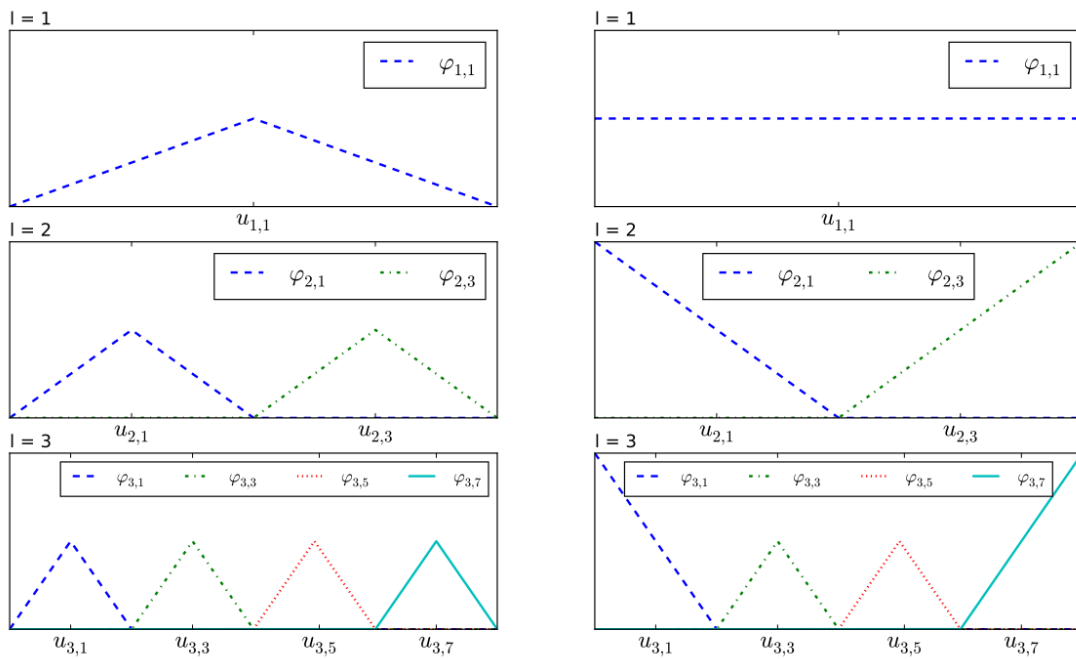 l = 1
φ1,1
u1,1
l = 2
φ2,1 φ2,3
u2,1 u2,3
l = 3
φ3,1 φ3,3 φ3,5 φ3,7
u3,1 u3,3 u3,5 u3,7
l = 1
φ1,1
u1,1
l = 2
φ2,1 φ2,3
u2,1 u2,3
l = 3
φ3,1 φ3,3 φ3,5 φ3,7
u3,1 u3,3 u3,5 u3,7